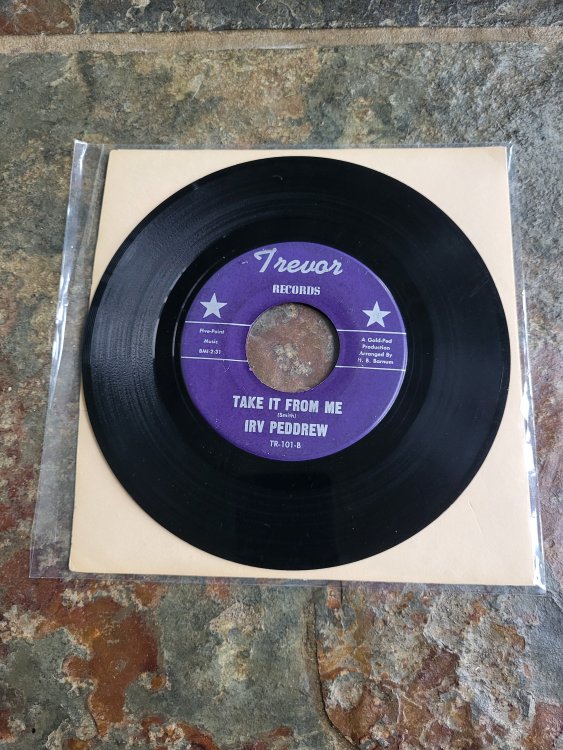 Trevor
RECORDS
Five-Point
Music
BMI-2:31
A Gold-Ped
Production
Arranged By
H. B. Barnum
TAKE IT FROM ME
(Smith)
IRV PEDDREW
TR-101-B